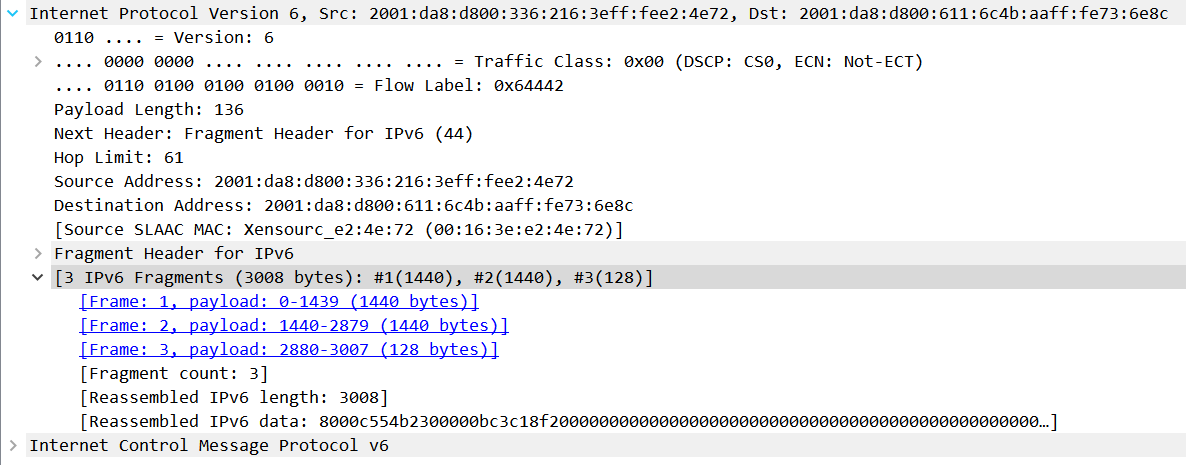 Internet Protocol Version 6, Src: 2001:da8:d800:336:216:3eff:fee2:4e72, Dst: 2001:da8:d800:611:6c4b:aaff:fe73:6e8c
0110 .... = Version: 6
.... 0000 0000 .... .... .... .... .... = Traffic Class: 0x00 (DSCP: CS0, ECN: Not-ECT)
.... 0110 0100 0100 0100 0010 = Flow Label: 0x64442
Payload Length: 136
Next Header: Fragment Header for IPv6 (44)
Hop Limit: 61
Source Address: 2001:da8:d800:336:216:3eff:fee2:4e72
Destination Address: 2001:da8:d800:611:6c4b:aaff:fe73:6e8c
[Source SLAAC MAC: Xensourc_e2:4e:72 (00:16:3e:e2:4e:72)]
Fragment Header for IPv6
[3 IPv6 Fragments (3008 bytes): #1(1440), #2(1440), #3(128)]
[Frame: 1, payload: 0-1439 (1440 bytes)]
[Frame: 2, payload: 1440-2879 (1440 bytes)]
[Frame: 3, payload: 2880-3007 (128 bytes)]
[Fragment count: 3]
[Reassembled IPv6 length: 3008]
[Reassembled IPv6 data: 8000c554b2300000bc3c18f2000000000000000000000000000000000000000000000000…]
Internet Control Message Protocol v6